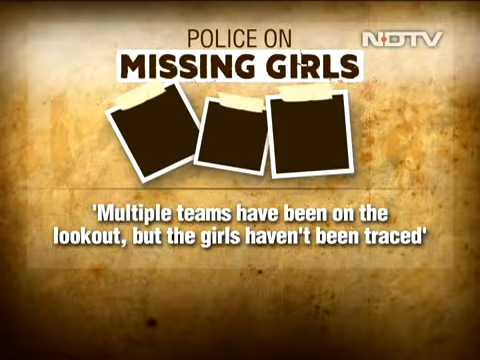 POLICE ON
NDTV
MISSING GIRLS
'Multiple teams have been on the
lookout, but the girls haven't been traced'